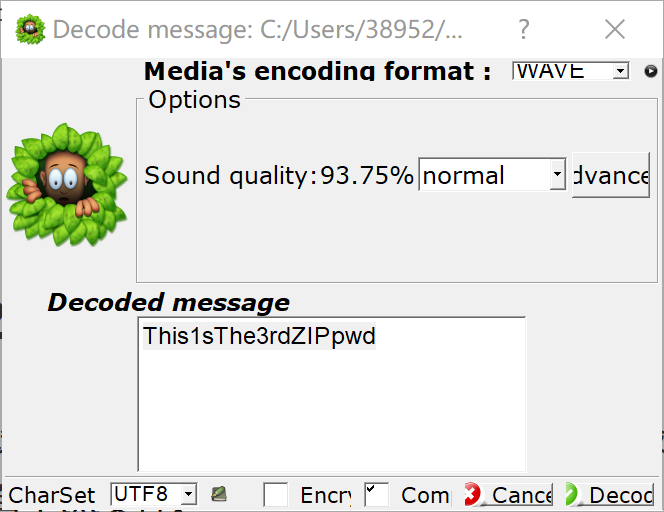 Decode message: C:/Users/38952/... ?
Media's encoding format : WAVE
Options
Sound quality:93.75% normal dvance
Decoded message
This1sThe3rdZIPpwd
CharSet UTF8 Encry Com Cance Decod